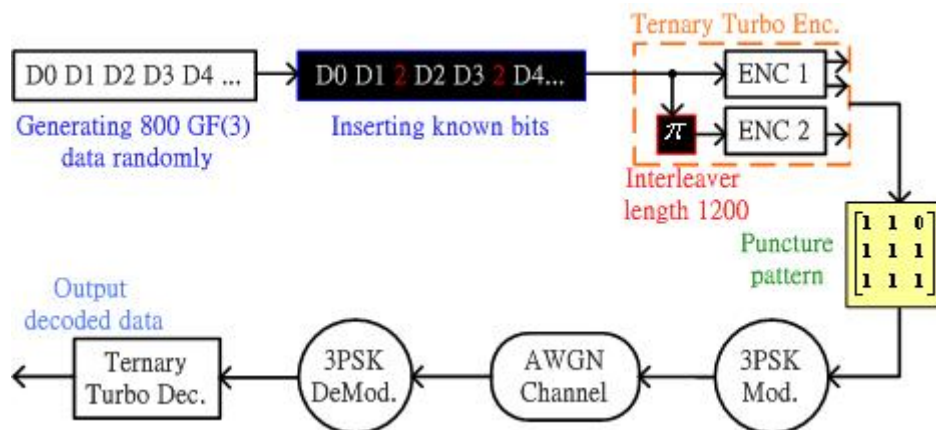 Ternary Turbo Enc.
D0 D1 D2 D3 D4 ...
D0 D1 2 D2 D3 2 D4...
ENC 1
Generating 800 GF(3)
data randomly
Inserting known bits
π
ENC 2
Interleaver
length 1200
Puncture
pattern
1 1 0
1 1 1
1 1 1
Output
decoded data
Ternary
Turbo Dec.
3PSK
DeMod.
AWGN
Channel
3PSK
Mod.